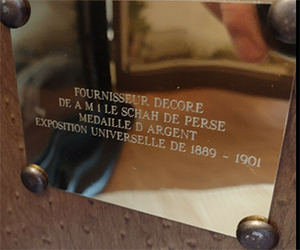 FOURNISSEUR DECORE
DE A M I LE SCHAH DE PERSE
MEDAILLE D ARGENT
EXPOSITION UNIVERSELLE DE 1889 - 1901